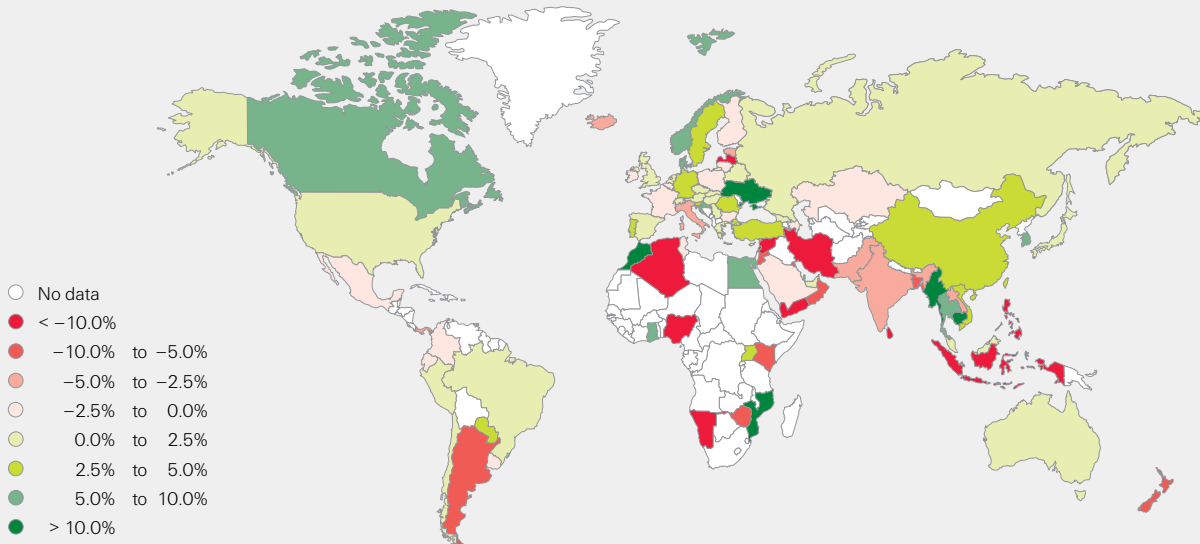 No data
< −10.0%
−10.0% to −5.0%
−5.0% to −2.5%
−2.5% to 0.0%
0.0% to 2.5%
2.5% to 5.0%
5.0% to 10.0%
> 10.0%